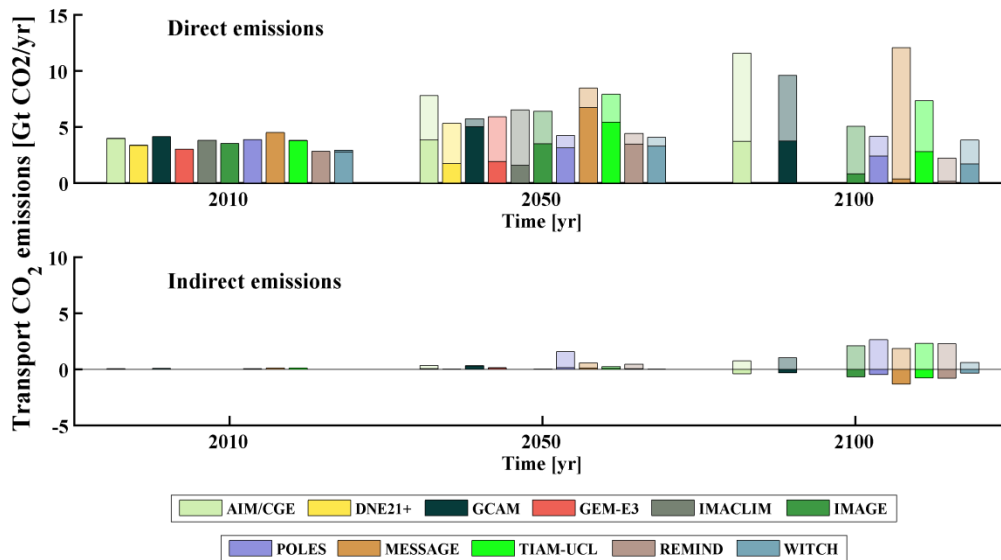 Transport CO2 emissions [Gt CO2/yr]
15
Direct emissions
10
5
0
2010 2050 2100
Time [yr]
10
Indirect emissions
5
0
-5
2010 2050 2100
Time [yr]
AIM/CGE DNE21+ GCAM GEM-E3 IMACLIM IMAGE
POLES MESSAGE TIAM-UCL REMIND WITCH